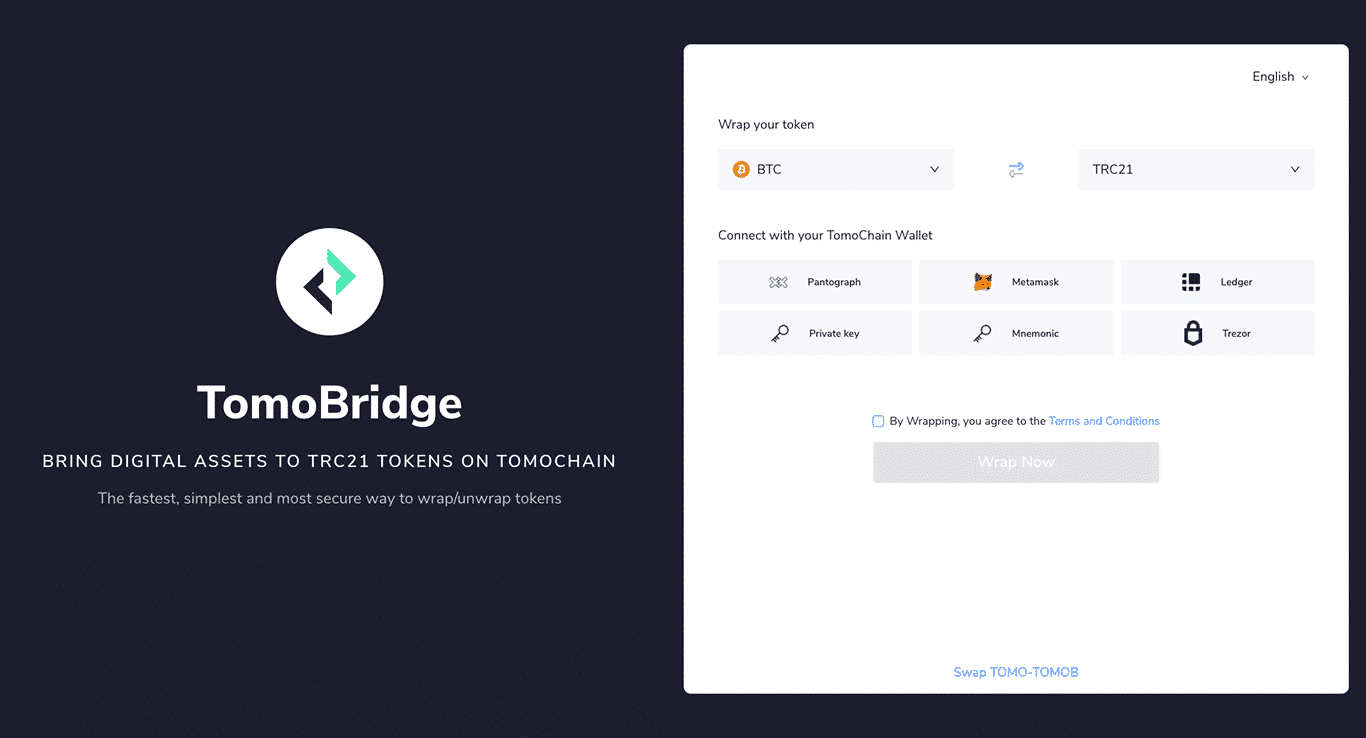 TomoBridge
BRING DIGITAL ASSETS TO TRC21 TOKENS ON TOMOCHAIN
The fastest, simplest and most secure way to wrap/unwrap tokens
English
Wrap your token
BTC
TRC21
Connect with your TomoChain Wallet
Pantograph
Metamask
Ledger
Private key
Mnemonic
Trezor
By Wrapping, you agree to the Terms and Conditions
Wrap Now
Swap TOMO-TOMOB